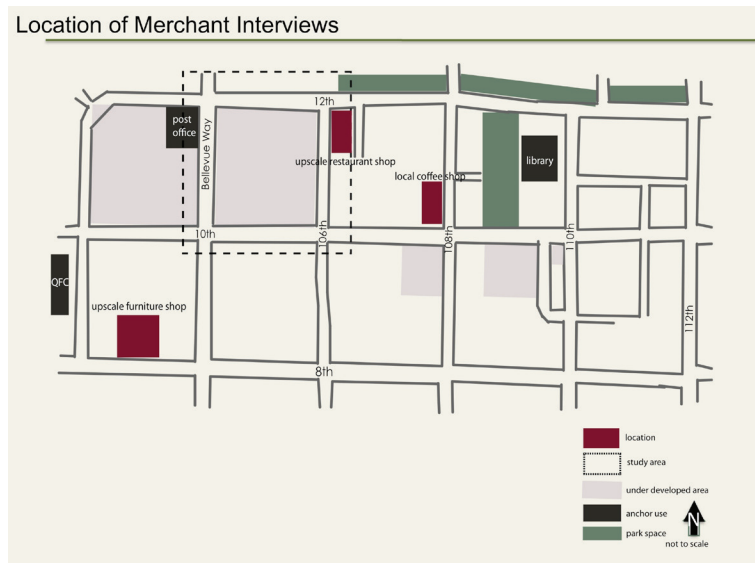 Location of Merchant Interviews
12th
post
office
Bellevue Way
upscale restaurant shop
library
local coffee shop
10th
106th
108th
110th
QFC
upscale furniture shop
112th
8th
location
study area
under developed area
anchor use
park space
N
not to scale